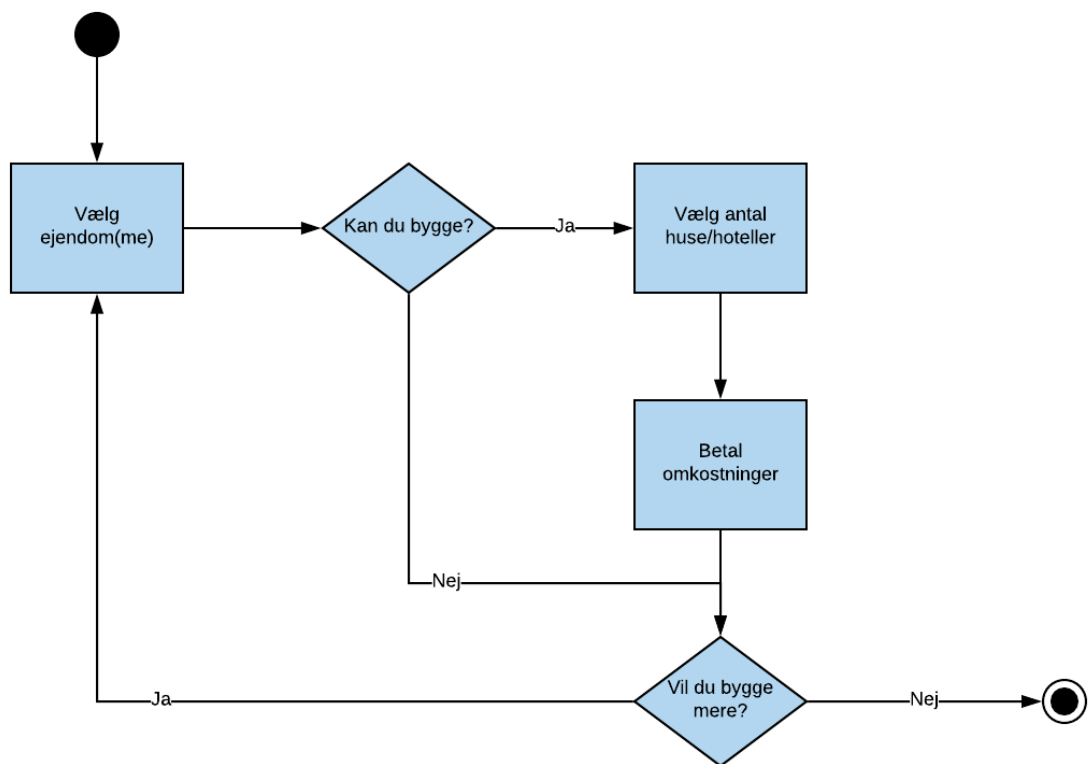 Vælg
ejendom(me)
Kan du bygge?
Ja
Vælg antal
huse/hoteller
Betal
omkostninger
Nej
Vil du bygge
mere?
Ja
Nej